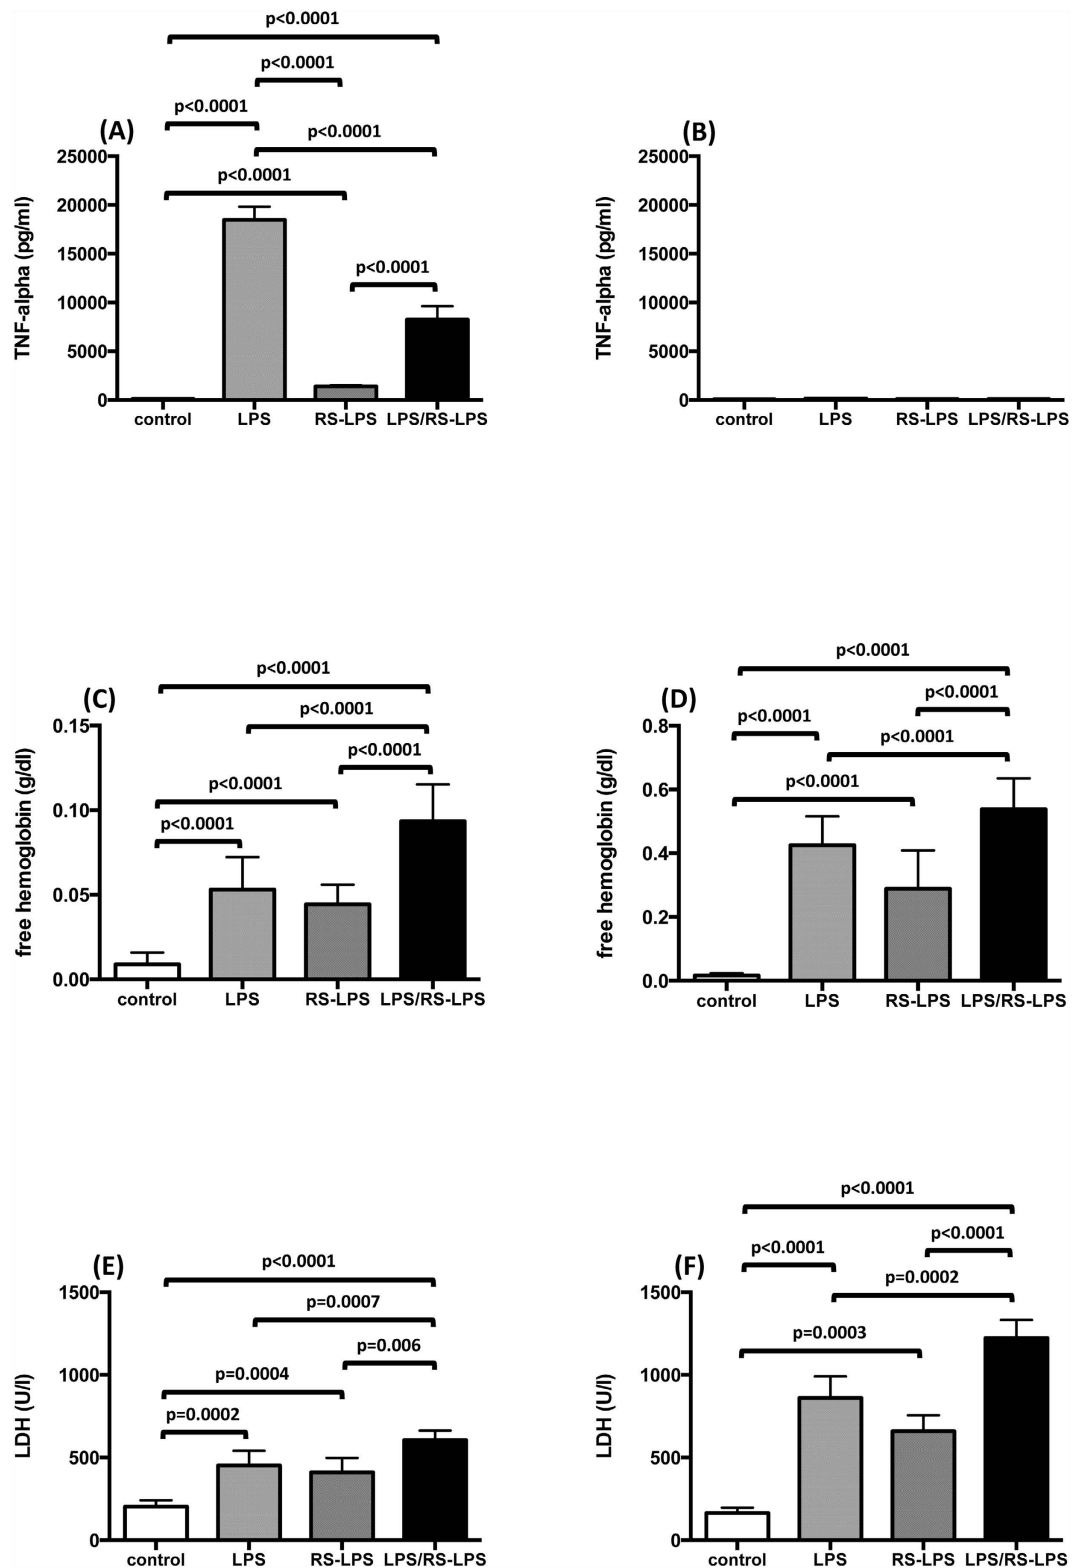 p<0.0001
p<0.0001
p<0.0001
p<0.0001
p<0.0001
p<0.0001
(A)
TNF-alpha (pg/ml)
25000
20000
15000
10000
5000
0
control LPS RS-LPS LPS/RS-LPS
(B)
TNF-alpha (pg/ml)
25000
20000
15000
10000
5000
0
control LPS RS-LPS LPS/RS-LPS
p<0.0001
(C)
p<0.0001
p<0.0001
p<0.0001
p<0.0001
free hemoglobin (g/dl)
0.15
0.10
0.05
0.00
control LPS RS-LPS LPS/RS-LPS
p<0.0001
p<0.0001
(D)
p<0.0001
p<0.0001
p<0.0001
free hemoglobin (g/dl)
0.8
0.6
0.4
0.2
0.0
control LPS RS-LPS LPS/RS-LPS
p<0.0001
(E)
p=0.0007
p=0.006
p=0.0004
p=0.0002
LDH (U/l)
1500
1000
500
0
control LPS RS-LPS LPS/RS-LPS
p<0.0001
p<0.0001
p<0.0001
(F)
p=0.0002
p=0.0003
LDH (U/l)
1500
1000
500
0
control LPS RS-LPS LPS/RS-LPS